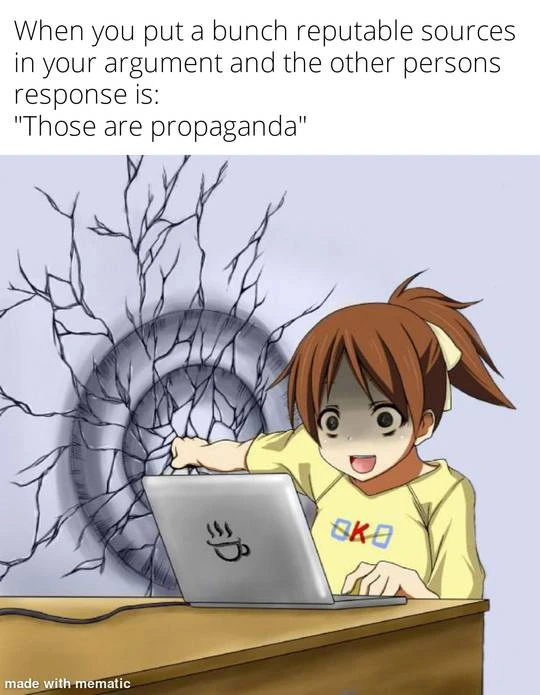 When you put a bunch reputable sources
in your argument and the other persons
response is:
"Those are propaganda"
OKO
made with mematic